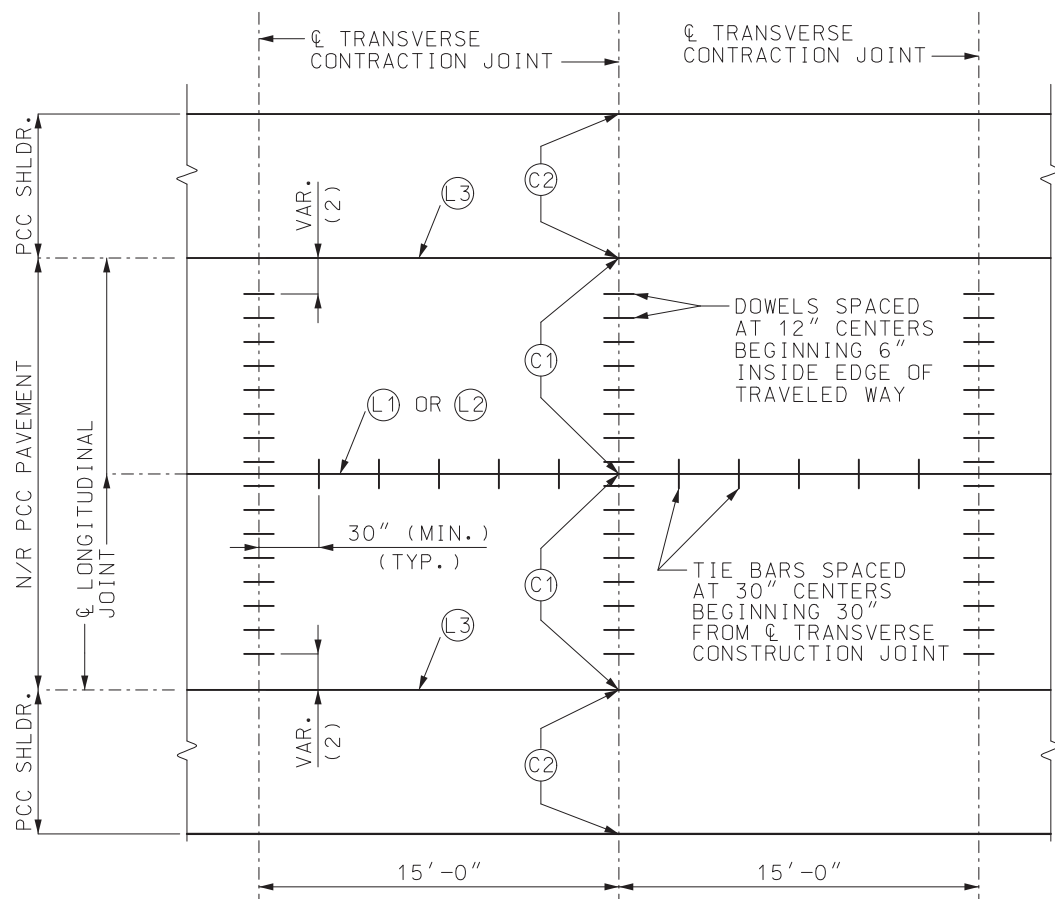 ℄ TRANSVERSE
CONTRACTION JOINT
℄ TRANSVERSE
CONTRACTION JOINT
PCC SHLDR.
VAR.
(2)
L3
C2
N/R PCC PAVEMENT
℄ LONGITUDINAL
JOINT
C1
DOWELS SPACED
AT 12" CENTERS
BEGINNING 6"
INSIDE EDGE OF
TRAVELED WAY
L1 OR L2
30" (MIN.)
(TYP.)
C1
TIE BARS SPACED
AT 30" CENTERS
BEGINNING 30"
FROM ℄ TRANSVERSE
CONSTRUCTION JOINT
L3
PCC SHLDR.
VAR.
(2)
C2
15'-0"
15'-0"